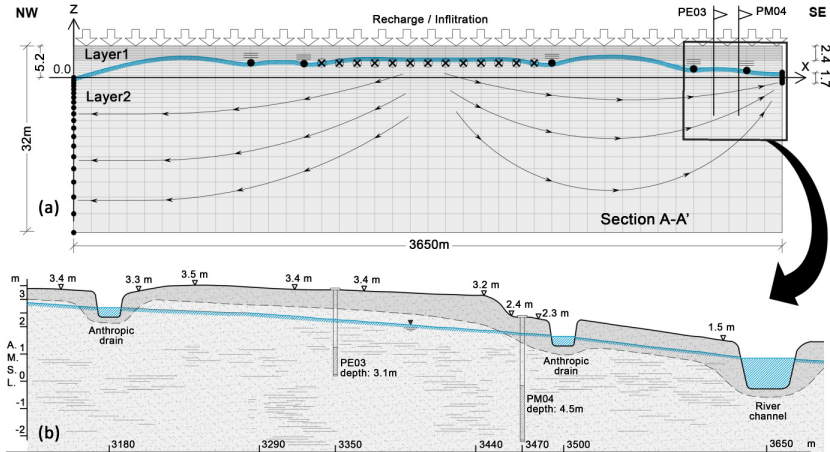 NW
Z
Recharge / Inflitration
PE03
PM04
SE
Layer1
5.2
0.0
2.4
X
1.7
Layer2
32m
(a)
Section A-A'
3650m
(b)
m
3.4 m
3.3 m
3.5 m
3.4 m
3.4 m
3.2 m
2.4 m
2.3 m
1.5 m
3
2
1
0
-1
-2
A.
M.
S.
L.
Anthropic
drain
PE03
depth: 3.1m
PM04
depth: 4.5m
Anthropic
drain
River
channel
3180
3290
3350
3440
3470
3500
3650
m